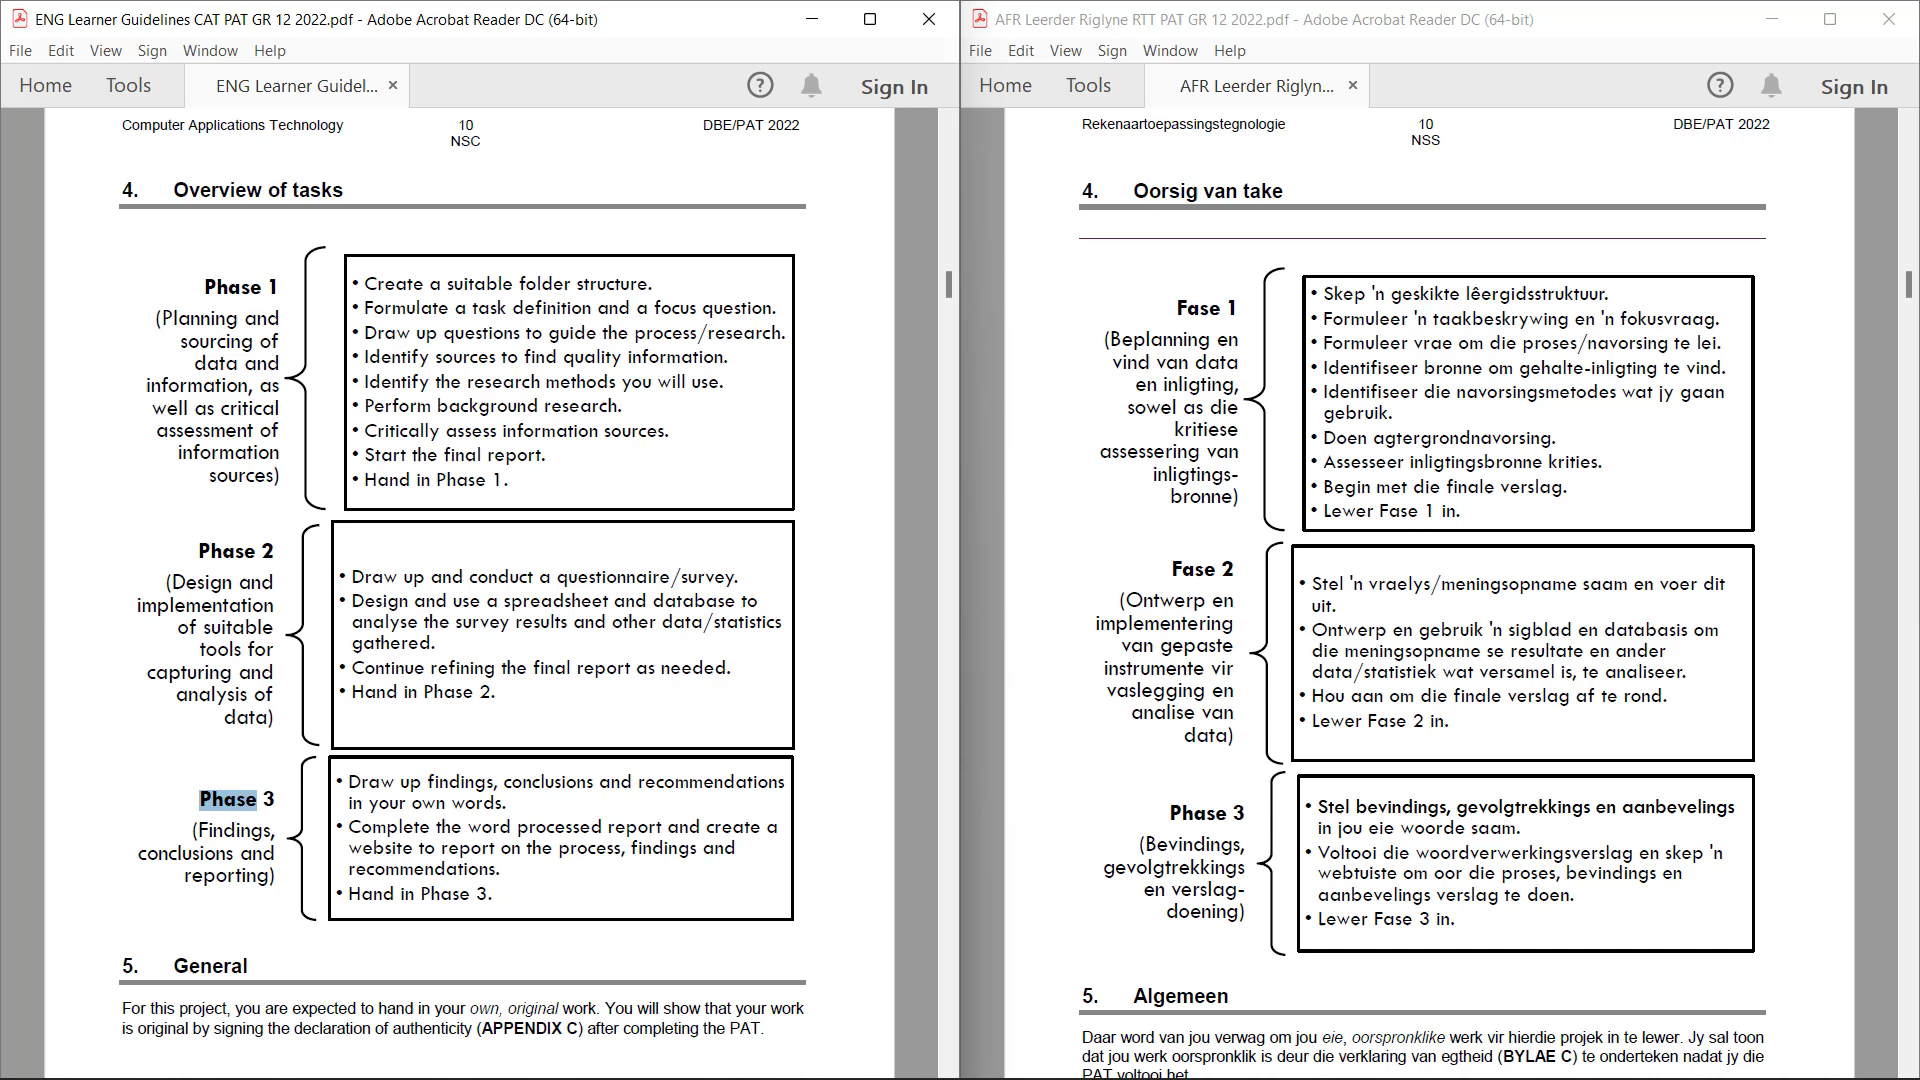 ENG Learner Guidelines CAT PAT GR 12 2022.pdf - Adobe Acrobat Reader DC (64-bit)
File Edit View Sign Window Help
Home Tools ENG Learner Guidel... × ? Sign In
Computer Applications Technology 10 DBE/PAT 2022
NSC
4. Overview of tasks
Phase 1
(Planning and
sourcing of
data and
information, as
well as critical
assessment of
information
sources)
• Create a suitable folder structure.
• Formulate a task definition and a focus question.
• Draw up questions to guide the process/research.
• Identify sources to find quality information.
• Identify the research methods you will use.
• Perform background research.
• Critically assess information sources.
• Start the final report.
• Hand in Phase 1.
Phase 2
(Design and
implementation
of suitable
tools for
capturing and
analysis of
data)
• Draw up and conduct a questionnaire/survey.
• Design and use a spreadsheet and database to
analyse the survey results and other data/statistics
gathered.
• Continue refining the final report as needed.
• Hand in Phase 2.
Phase 3
(Findings,
conclusions and
reporting)
• Draw up findings, conclusions and recommendations
in your own words.
• Complete the word processed report and create a
website to report on the process, findings and
recommendations.
• Hand in Phase 3.
5. General
For this project, you are expected to hand in your own, original work. You will show that your work
is original by signing the declaration of authenticity (APPENDIX C) after completing the PAT.
AFR Leerder Riglyne RTT PAT GR 12 2022.pdf - Adobe Acrobat Reader DC (64-bit)
File Edit View Sign Window Help
Home Tools AFR Leerder Riglyn... × ? Sign In
Rekenaartoepassingstegnologie 10 DBE/PAT 2022
NSS
4. Oorsig van take
Fase 1
(Beplanning en
vind van data
en inligting,
sowel as die
kritiese
assessering van
inligtings-
bronne)
• Skep 'n geskikte lêergidsstruktuur.
• Formuleer 'n taakbeskrywing en 'n fokusvraag.
• Formuleer vrae om die proses/navorsing te lei.
• Identifiseer bronne om gehalte-inligting te vind.
• Identifiseer die navorsingsmetodes wat jy gaan
gebruik.
• Doen agtergrondnavorsing.
• Assesseer inligtingsbronne krities.
• Begin met die finale verslag.
• Lewer Fase 1 in.
Fase 2
(Ontwerp en
implementering
van gepaste
instrumente vir
vaslegging en
analise van
data)
• Stel 'n vraelys/meningsopname saam en voer dit
uit.
• Ontwerp en gebruik 'n sigblad en databasis om
die meningsopname se resultate en ander
data/statistiek wat versamel is, te analiseer.
• Hou aan om die finale verslag af te rond.
• Lewer Fase 2 in.
Phase 3
(Bevindings,
gevolgtrekkings
en verslag-
doening)
• Stel bevindings, gevolgtrekkings en aanbevelings
in jou eie woorde saam.
• Voltooi die woordverwerkingsverslag en skep 'n
webtuiste om oor die proses, bevindings en
aanbevelings verslag te doen.
• Lewer Fase 3 in.
5. Algemeen
Daar word van jou verwag om jou eie, oorspronklike werk vir hierdie projek in te lewer. Jy sal toon
dat jou werk oorspronklik is deur die verklaring van egtheid (BYLAE C) te onderteken nadat jy die
PAT voltooi het.